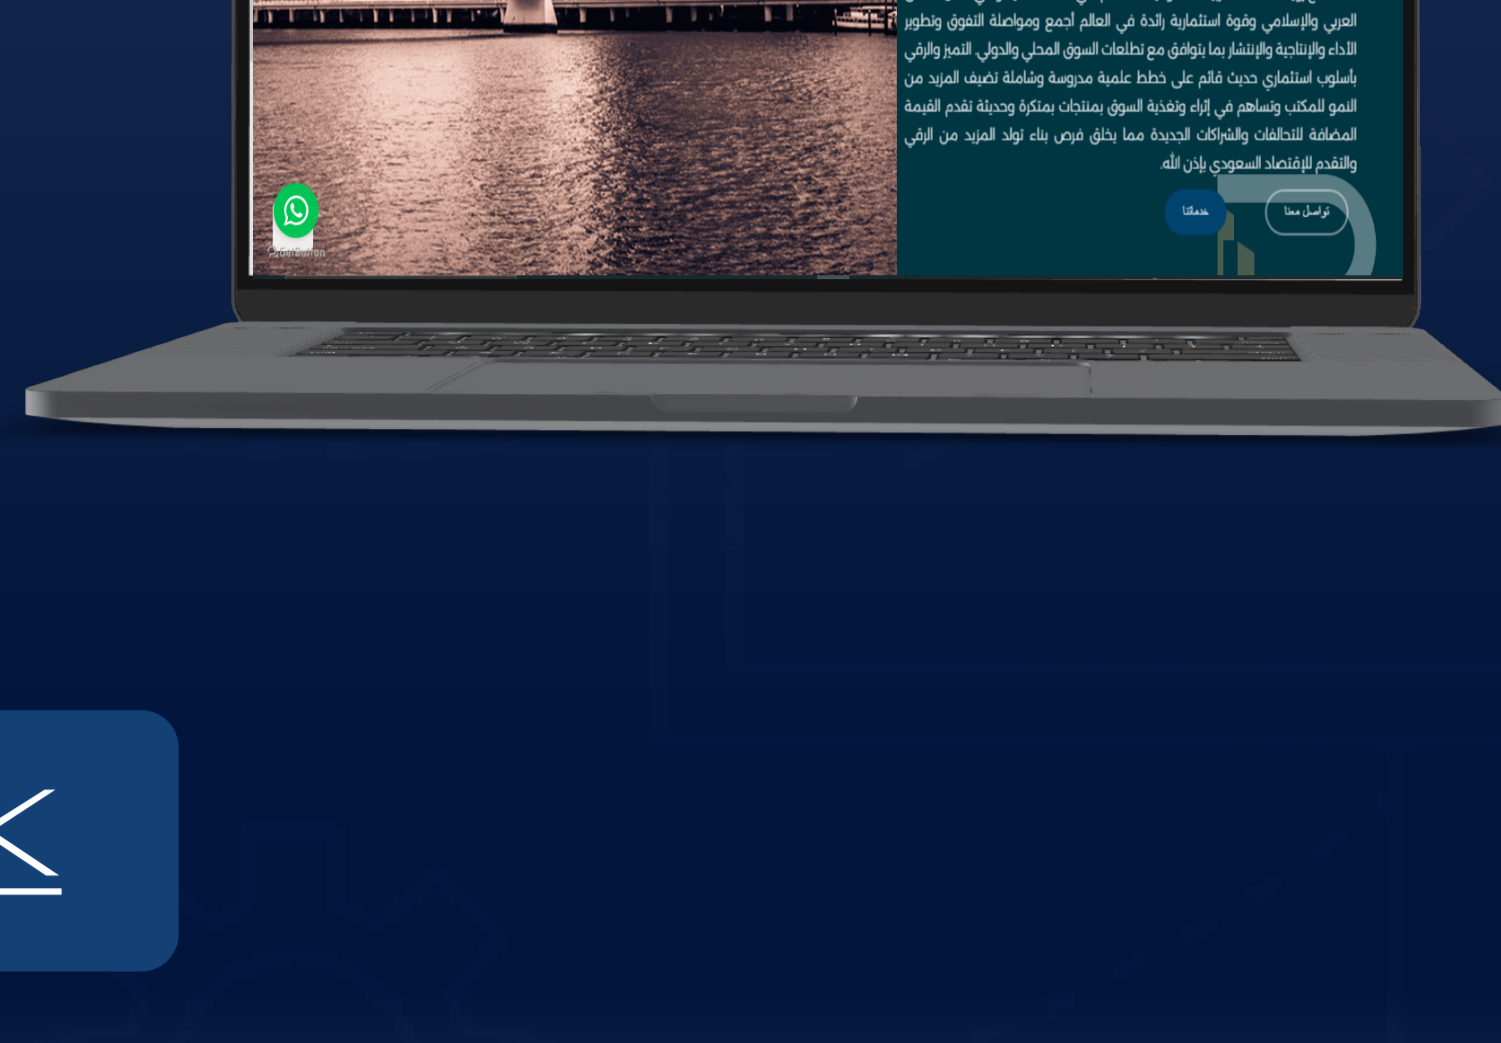 العربي والإسلامي وقوة استثمارية رائدة في العالم أجمع ومواصلة التفوق وتطوير
الأداء والإنتاجية والإنتشار بما يتوافق مع تطلعات السوق المحلي والدولي. التميز والرقي
بأسلوب استثماري حديث قائم على خطط علمية مدروسة وشاملة تضيف المزيد من
النمو للمكتب وتساهم في إثراء وتغذية السوق بمنتجات بمتكرة وحديثة تقدم القيمة
المضافة للتحالفات والشراكات الجديدة مما يخلق فرص بناء تولد المزيد من الرقي
والتقدم للإقتصاد السعودي بإذن الله.
تواصل معنا
خدماتنا
GetButton
K